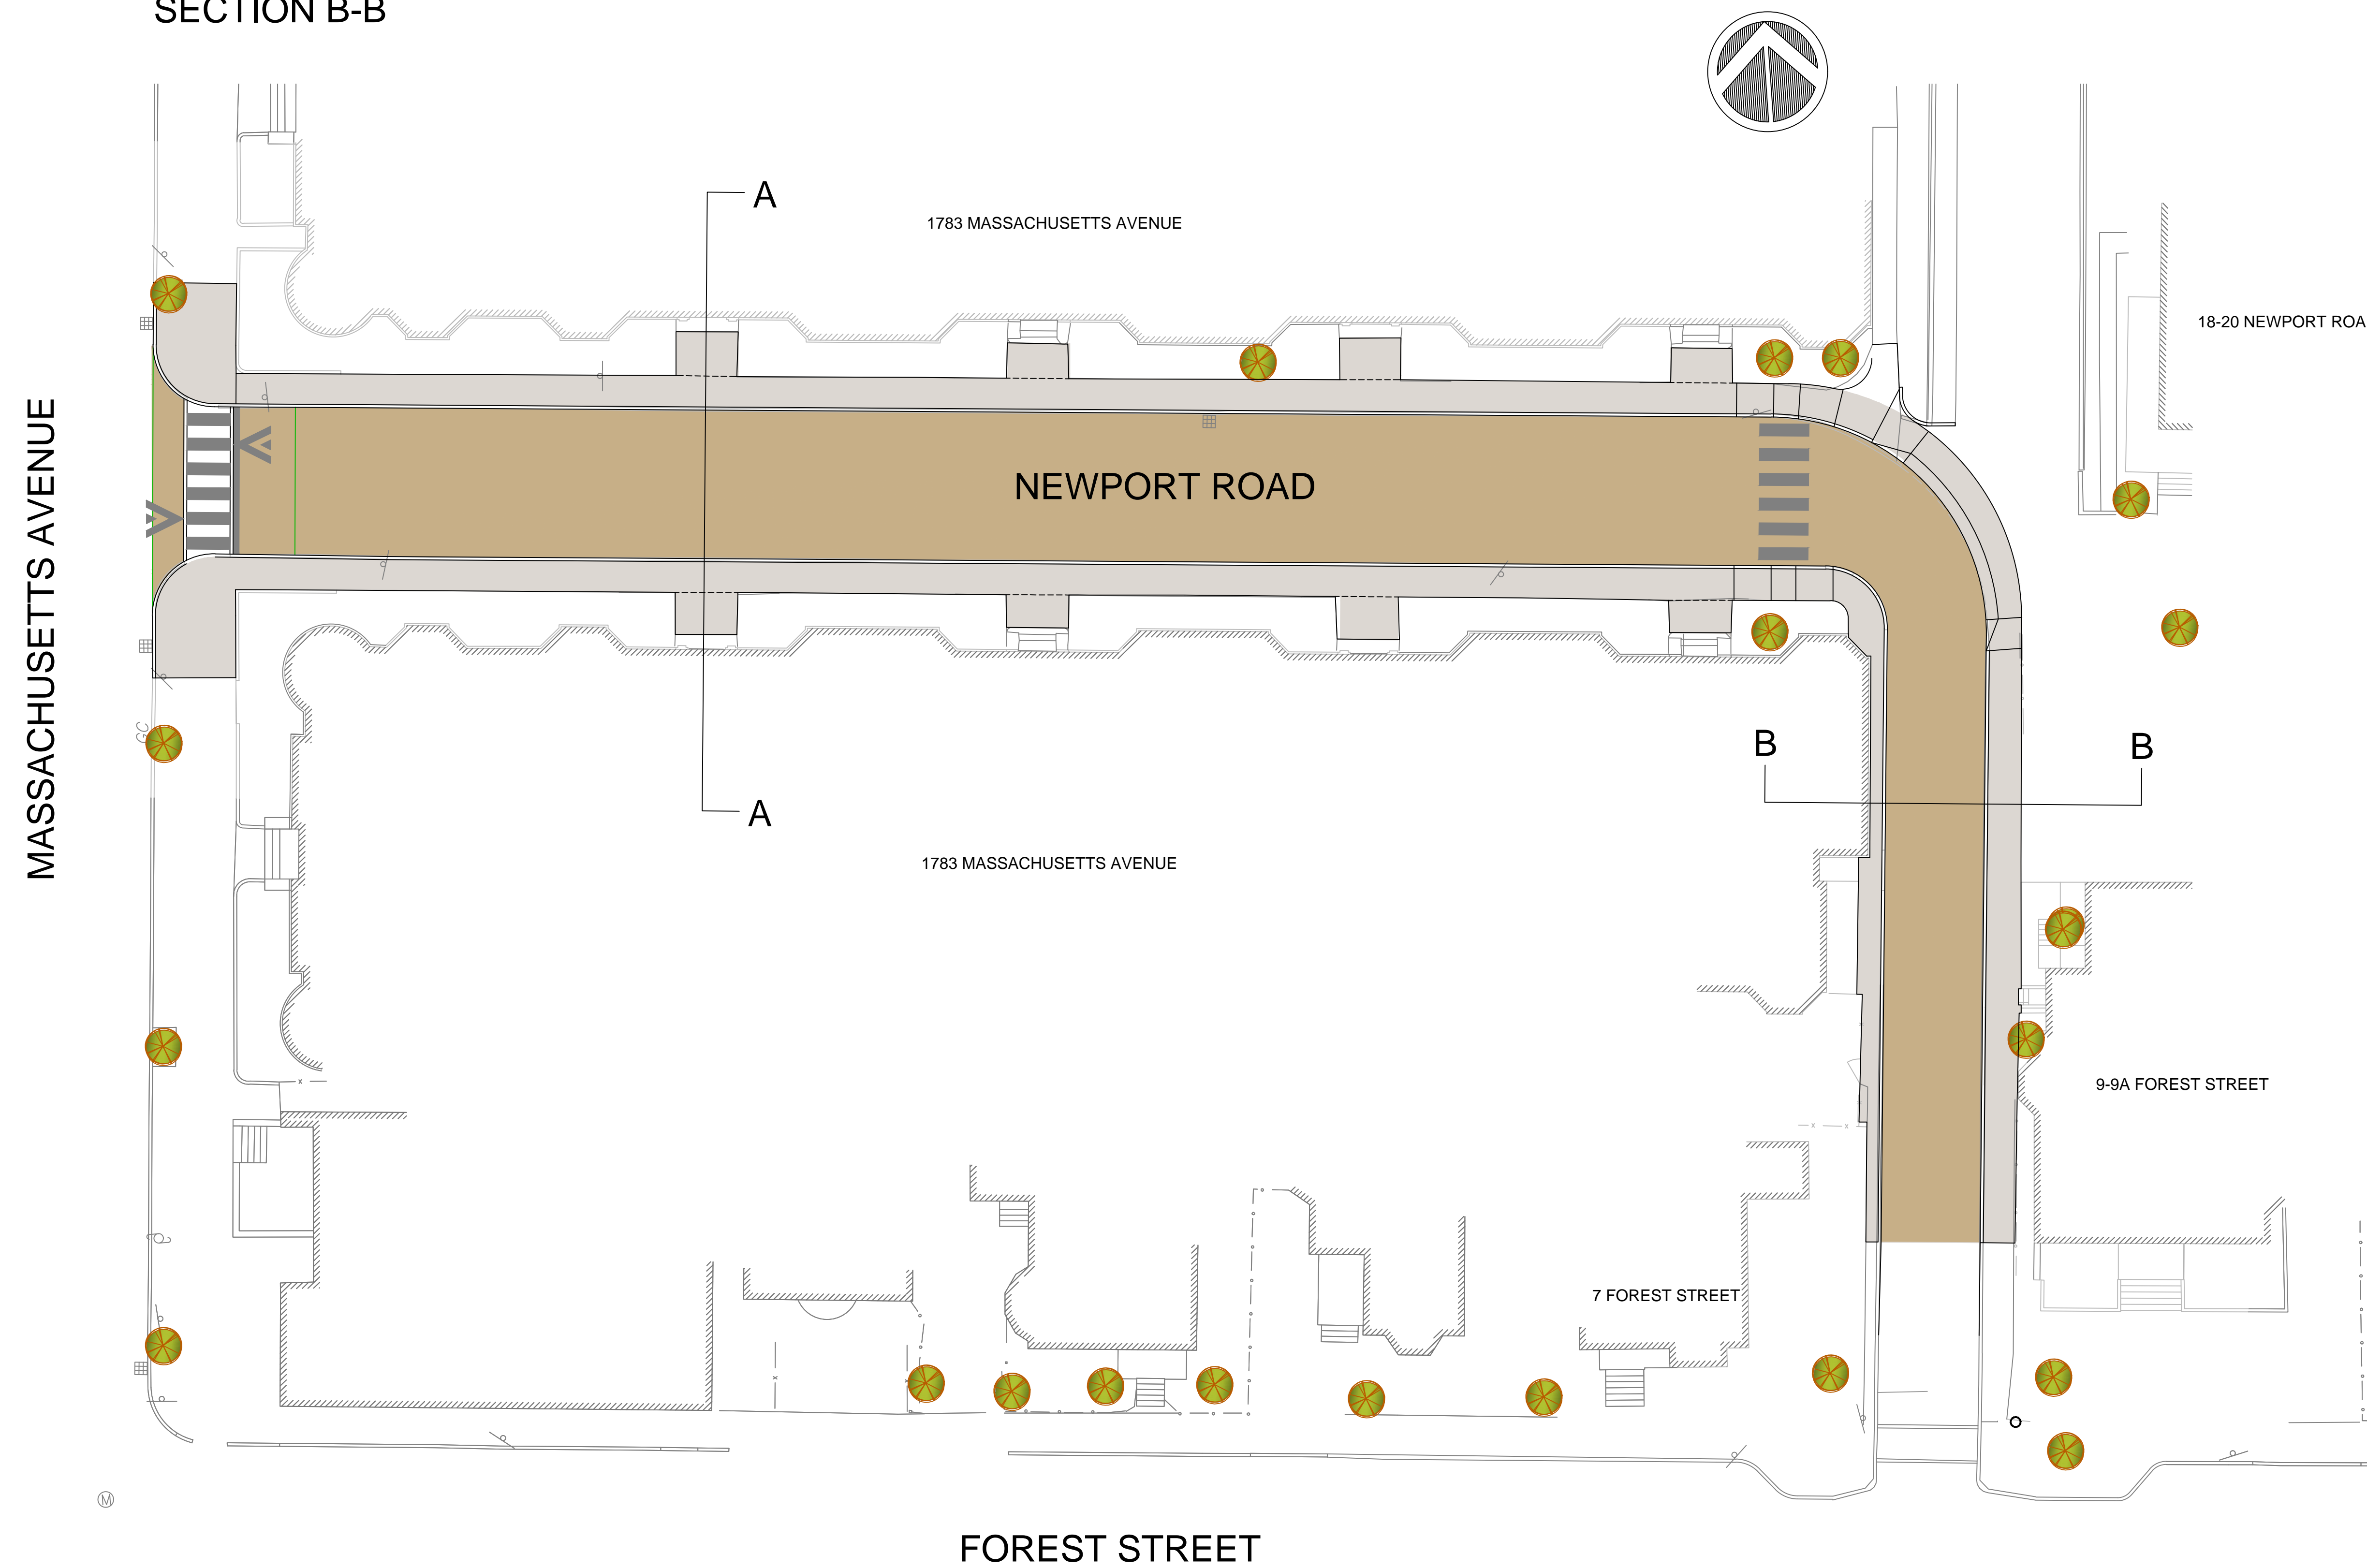 SECTION B-B
A
1783 MASSACHUSETTS AVENUE
18-20 NEWPORT ROA
MASSACHUSETTS AVENUE
NEWPORT ROAD
GC
B
B
A
1783 MASSACHUSETTS AVENUE
9-9A FOREST STREET
7 FOREST STREET
M
FOREST STREET